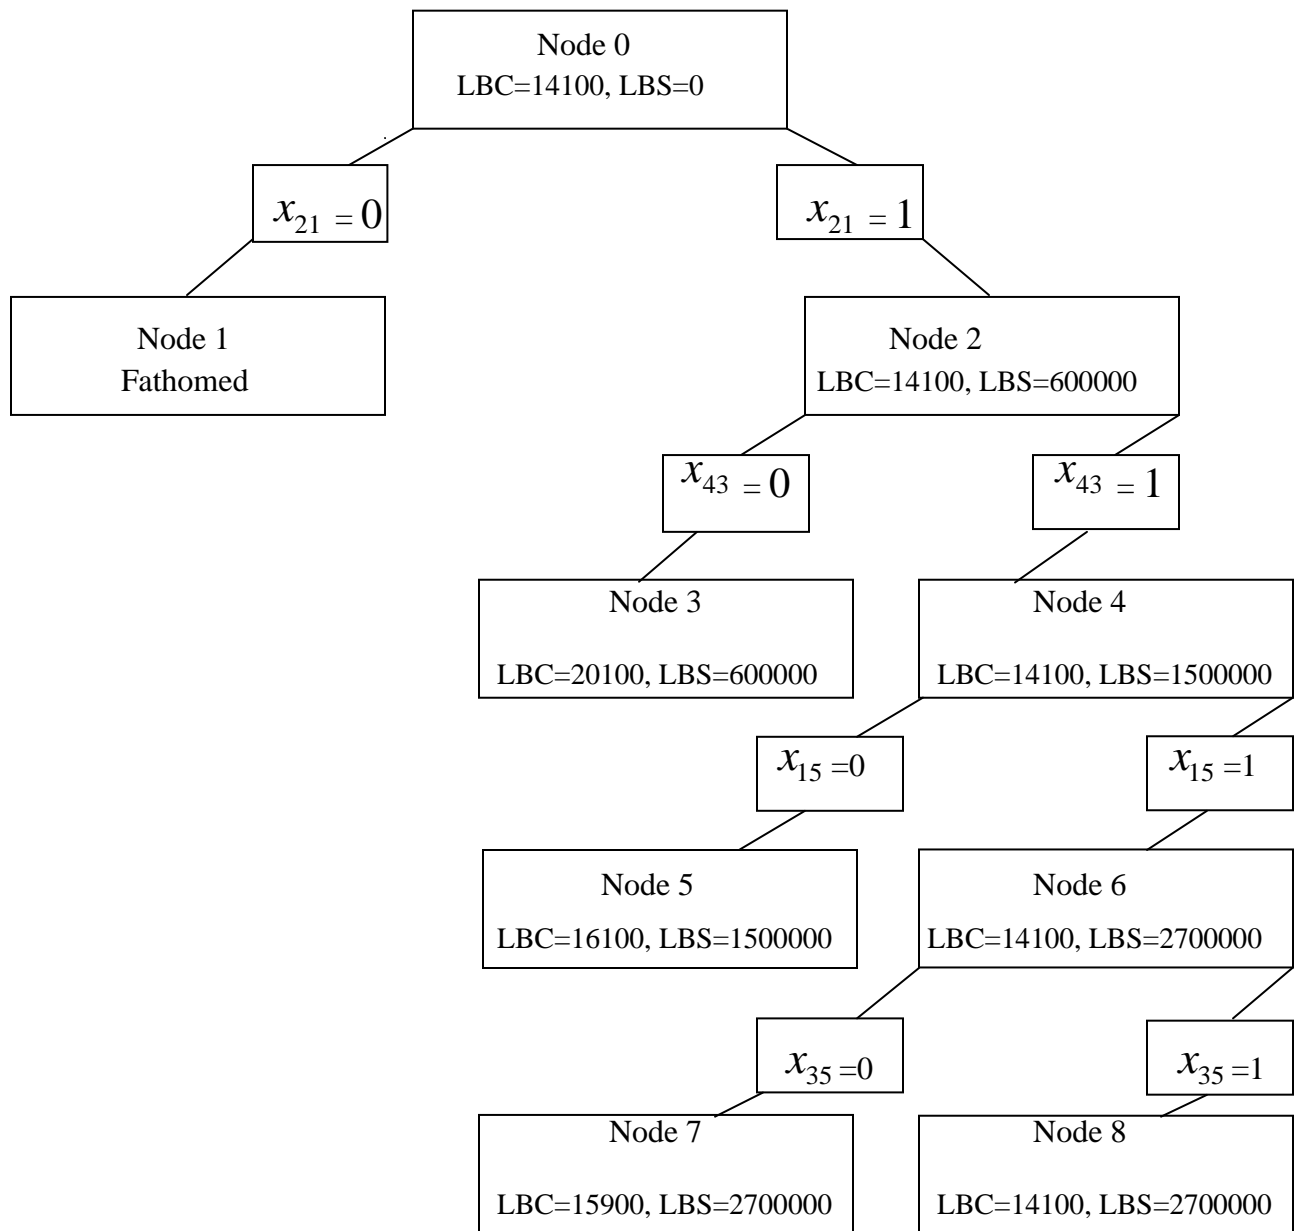 Node 0
LBC=14100, LBS=0
x21 = 0
x21 = 1
Node 1
Fathomed
Node 2
LBC=14100, LBS=600000
x43 = 0
x43 = 1
Node 3
LBC=20100, LBS=600000
Node 4
LBC=14100, LBS=1500000
x15 =0
x15 =1
Node 5
LBC=16100, LBS=1500000
Node 6
LBC=14100, LBS=2700000
x35 =0
x35 =1
Node 7
LBC=15900, LBS=2700000
Node 8
LBC=14100, LBS=2700000